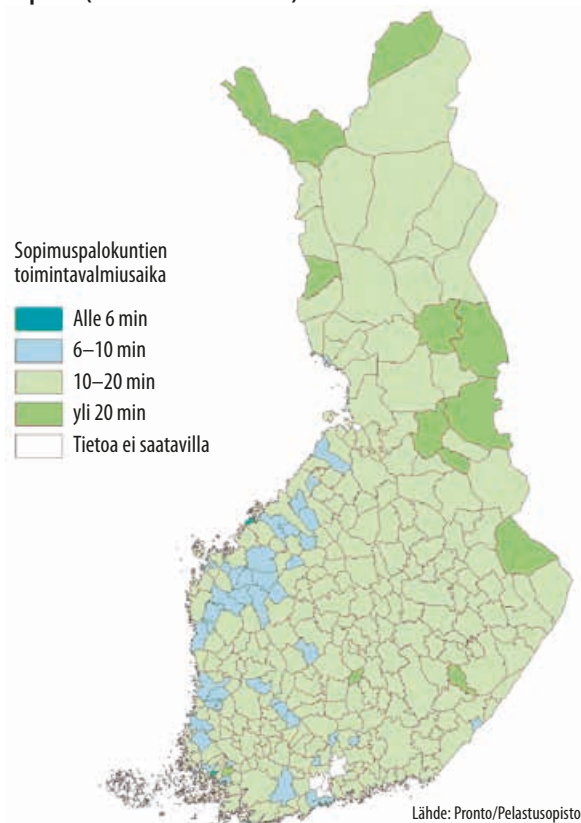 Sopimuspalokuntien
toimintavalmiusaika
Alle 6 min
6–10 min
10–20 min
yli 20 min
Tietoa ei saatavilla
Lähde: Pronto/Pelastusopisto